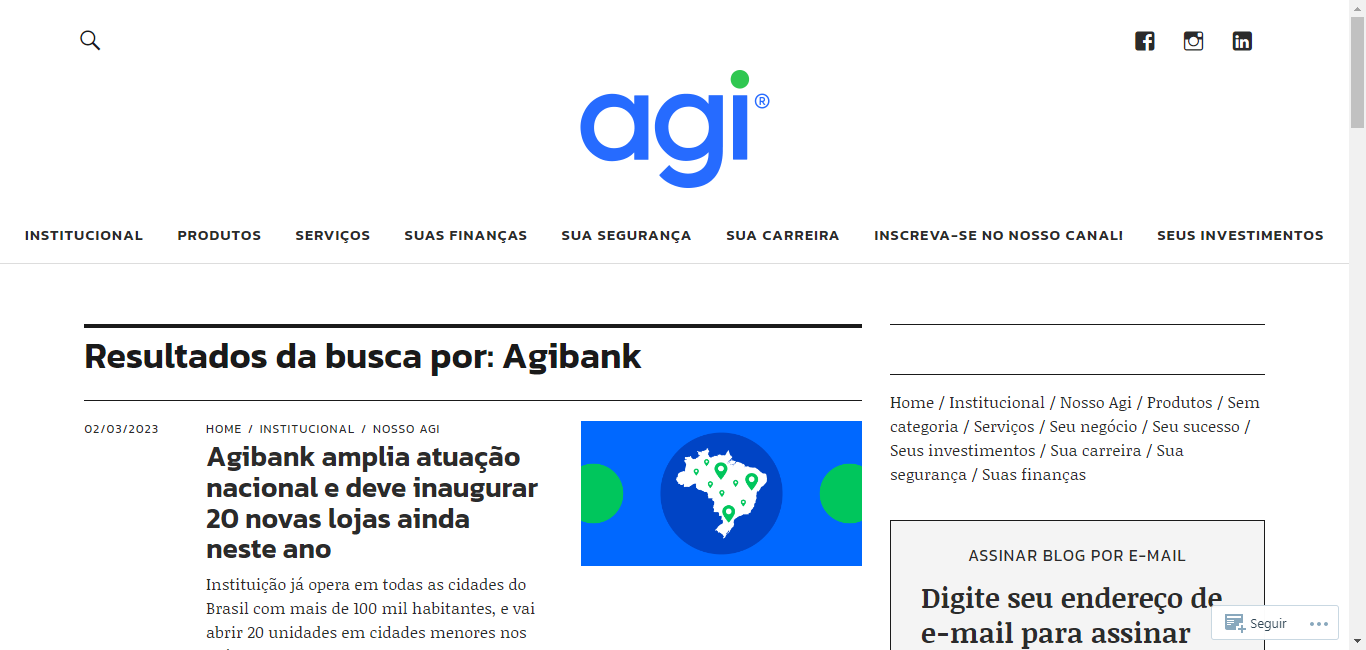 agi®
INSTITUCIONAL PRODUTOS SERVIÇOS SUAS FINANÇAS SUA SEGURANÇA SUA CARREIRA INSCREVA-SE NO NOSSO CANAL! SEUS INVESTIMENTOS
Resultados da busca por: Agibank
02/03/2023
HOME / INSTITUCIONAL / NOSSO AGI
Agibank amplia atuação
nacional e deve inaugurar
20 novas lojas ainda
neste ano
Instituição já opera em todas as cidades do
Brasil com mais de 100 mil habitantes, e vai
abrir 20 unidades em cidades menores nos
Home / Institucional / Nosso Agi / Produtos / Sem
categoria / Serviços / Seu negócio / Seu sucesso /
Seus investimentos / Sua carreira / Sua
segurança / Suas finanças
ASSINAR BLOG POR E-MAIL
Digite seu endereço de
e-mail para assinar
Seguir